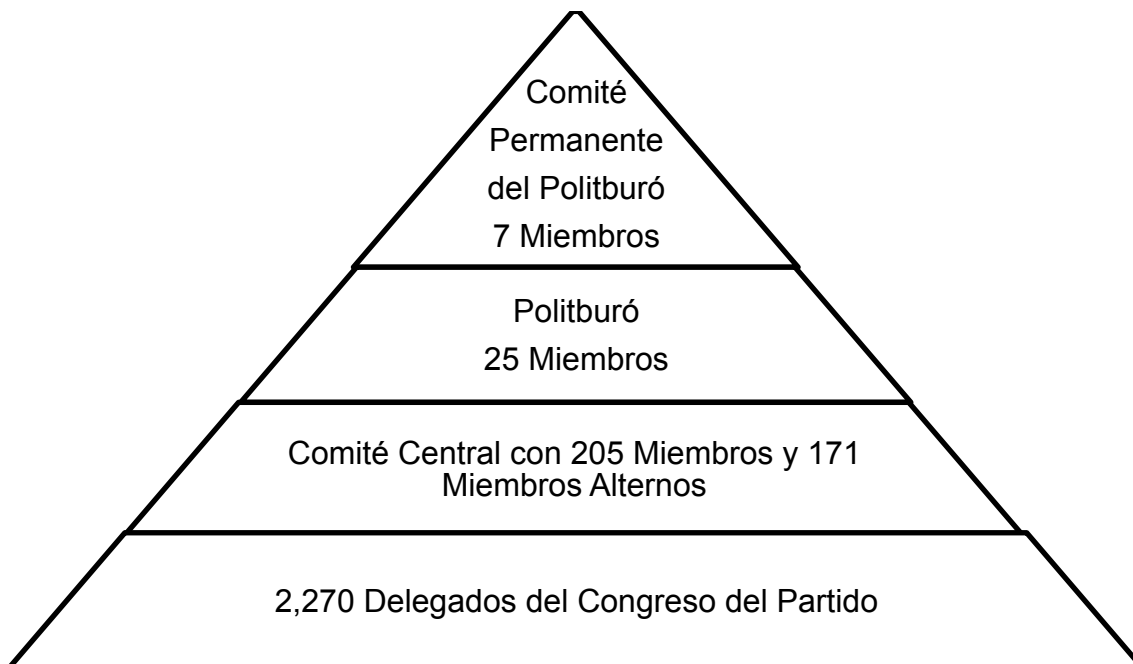 Comité
Permanente
del Politburó
7 Miembros
Politburó
25 Miembros
Comité Central con 205 Miembros y 171
Miembros Alternos
2,270 Delegados del Congreso del Partido